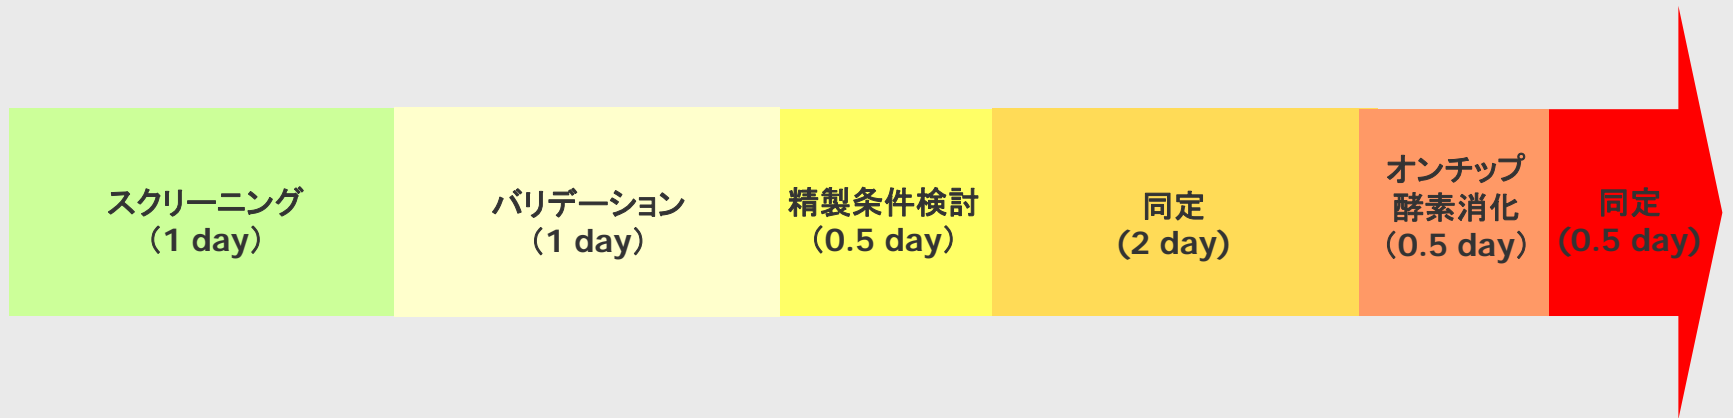 スクリーニング
（1 day）
バリデーション
（1 day）
精製条件検討
（0.5 day）
同定
(2 day)
オンチップ
酵素消化
（0.5 day）
同定
(0.5 day)